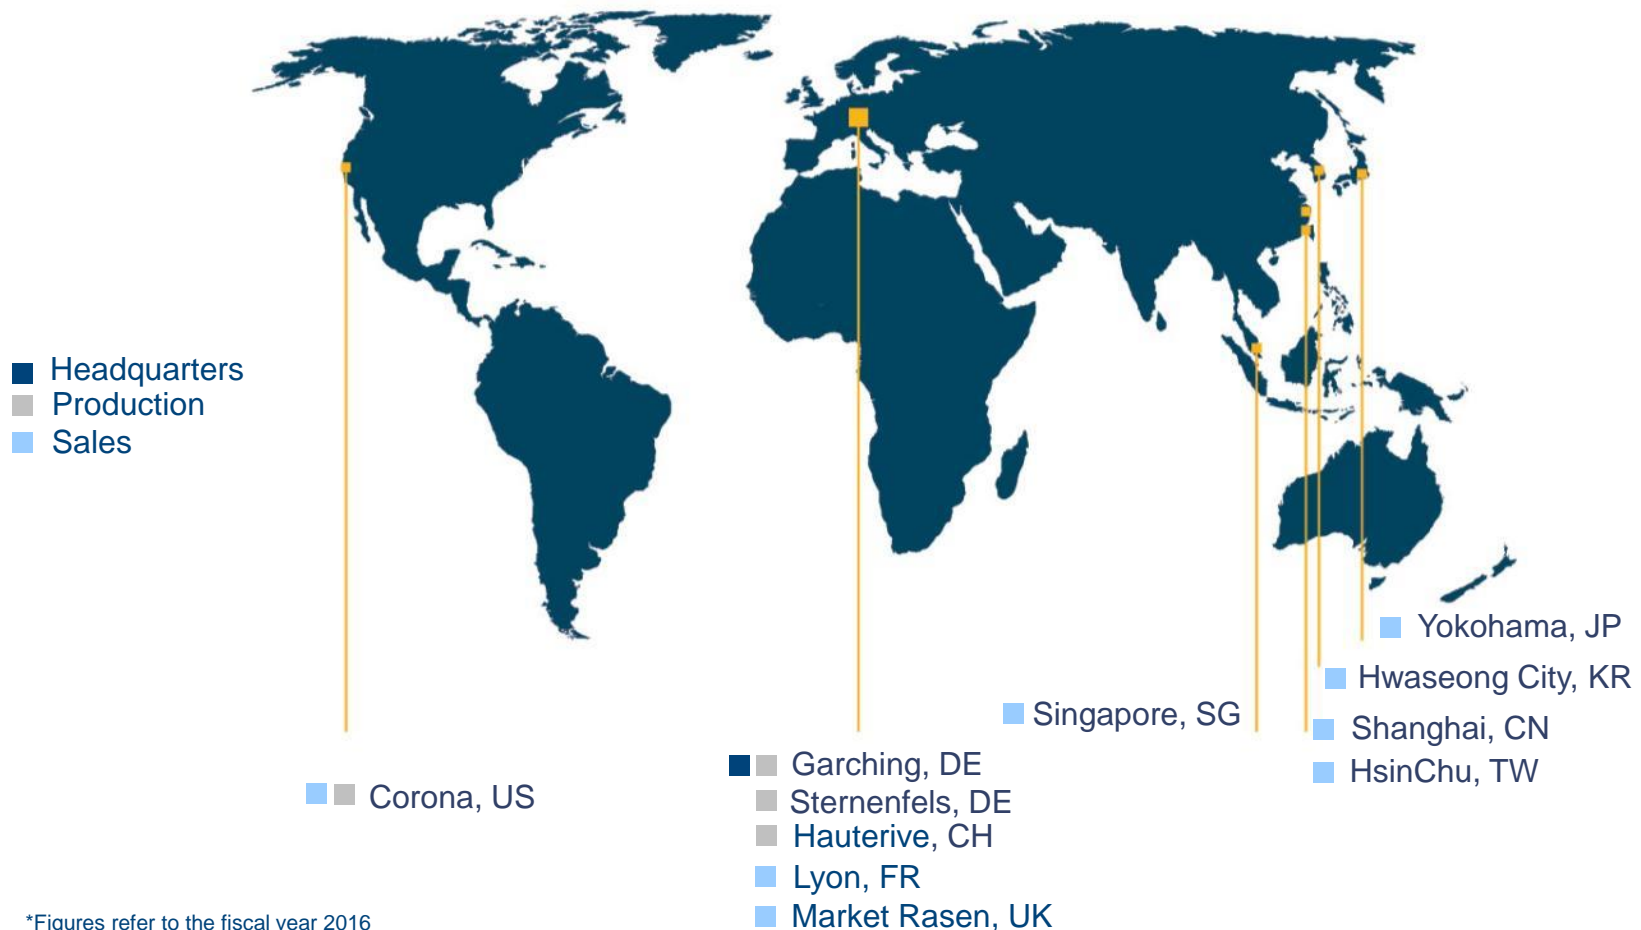 Headquarters
Production
Sales
Yokohama, JP
Hwaseong City, KR
Singapore, SG
Shanghai, CN
HsinChu, TW
Garching, DE
Sternenfels, DE
Hauterive, CH
Lyon, FR
Market Rasen, UK
Corona, US
*Figures refer to the fiscal year 2016